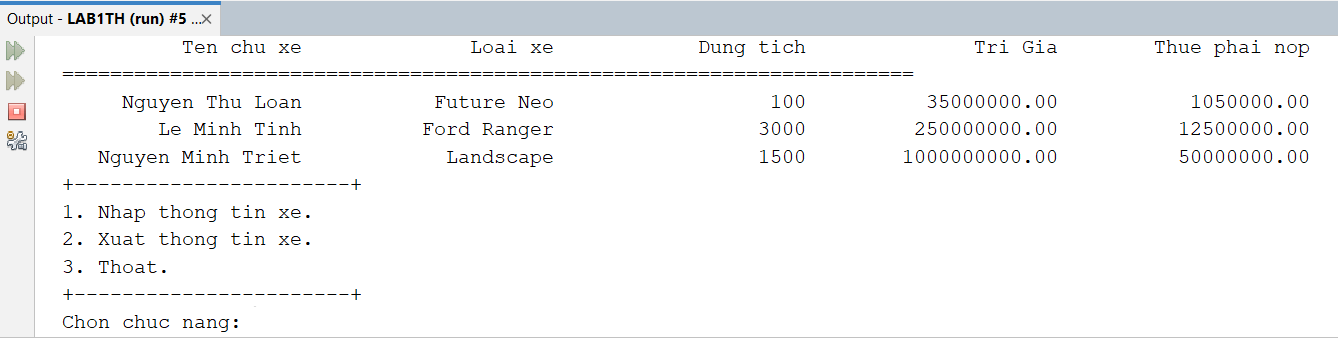 Output - LAB1TH (run) #5 ...×
Ten chu xe Loai xe Dung tich Tri Gia Thue phai nop
=======================================================================
Nguyen Thu Loan Future Neo 100 35000000.00 1050000.00
Le Minh Tinh Ford Ranger 3000 250000000.00 12500000.00
Nguyen Minh Triet Landscape 1500 1000000000.00 50000000.00
+-----------------------+
1. Nhap thong tin xe.
2. Xuat thong tin xe.
3. Thoat.
+-----------------------+
Chon chuc nang: